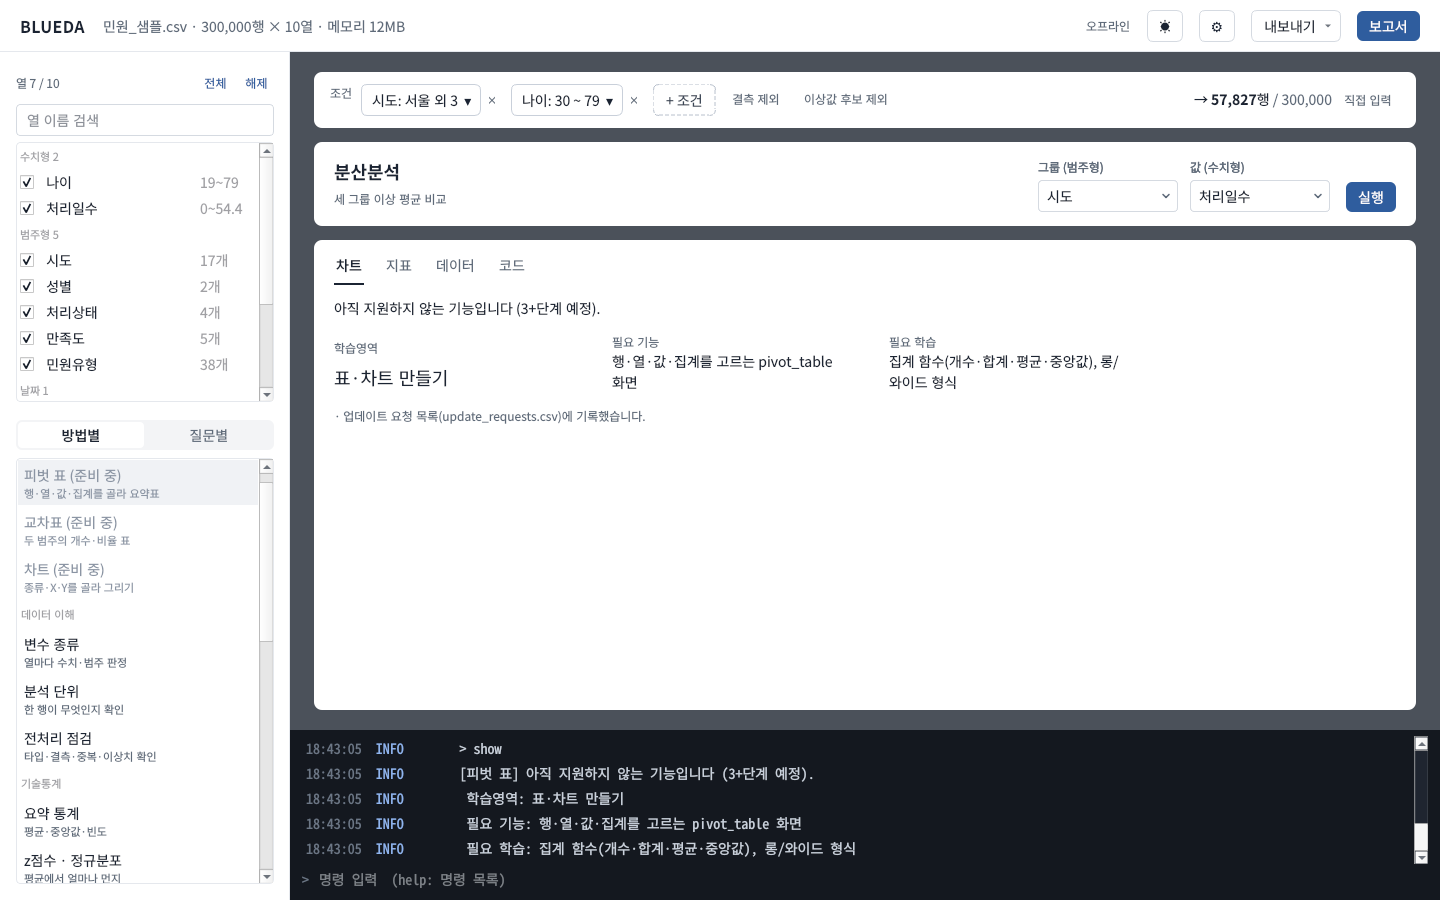 BLUEDA 민원_샘플.csv · 300,000행 × 10열 · 메모리 12MB 오프라인 내보내기 보고서
열 7 / 10 전체 해제
열 이름 검색
수치형 2
나이 19~79
처리일수 0~54.4
범주형 5
시도 17개
성별 2개
처리상태 4개
만족도 5개
민원유형 38개
날짜 1
방법별 질문별
피벗 표 (준비 중)
행·열·값·집계를 골라 요약표
교차표 (준비 중)
두 범주의 개수·비율 표
차트 (준비 중)
종류·X·Y를 골라 그리기
데이터 이해
변수 종류
열마다 수치·범주 판정
분석 단위
한 행이 무엇인지 확인
전처리 점검
타입·결측·중복·이상치 확인
기술통계
요약 통계
평균·중앙값·빈도
z점수 · 정규분포
평균에서 얼마나 먼지
조건 시도: 서울 외 3 ▾ × 나이: 30 ~ 79 ▾ × + 조건 결측 제외 이상값 후보 제외 → 57,827행 / 300,000 직접 입력
분산분석
세 그룹 이상 평균 비교
그룹 (범주형) 값 (수치형)
시도 처리일수 실행
차트 지표 데이터 코드
아직 지원하지 않는 기능입니다 (3+단계 예정).
학습영역
표·차트 만들기
필요 기능
행·열·값·집계를 고르는 pivot_table
화면
필요 학습
집계 함수(개수·합계·평균·중앙값), 롱/
와이드 형식
· 업데이트 요청 목록(update_requests.csv)에 기록했습니다.
18:43:05 INFO > show
18:43:05 INFO [피벗 표] 아직 지원하지 않는 기능입니다 (3+단계 예정).
18:43:05 INFO 학습영역: 표·차트 만들기
18:43:05 INFO 필요 기능: 행·열·값·집계를 고르는 pivot_table 화면
18:43:05 INFO 필요 학습: 집계 함수(개수·합계·평균·중앙값), 롱/와이드 형식
> 명령 입력 (help: 명령 목록)